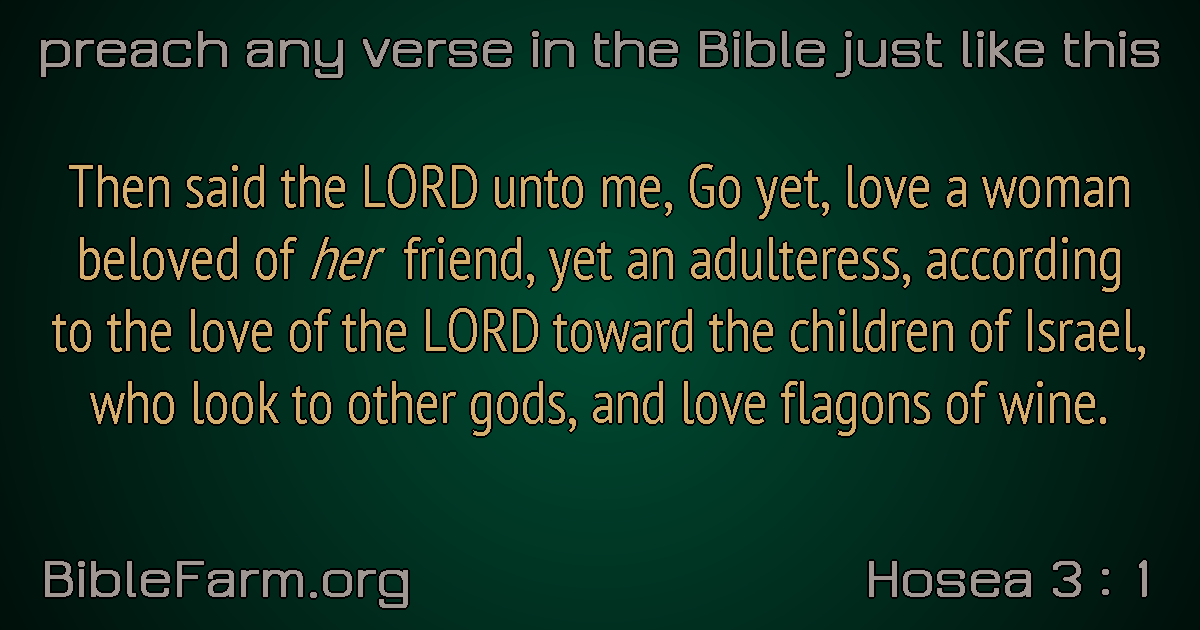 preach any verse in the Bible just like this
Then said the LORD unto me, Go yet, love a woman
beloved of her friend, yet an adulteress, according
to the love of the LORD toward the children of Israel,
who look to other gods, and love flagons of wine.
BibleFarm.org
Hosea 3 : 1